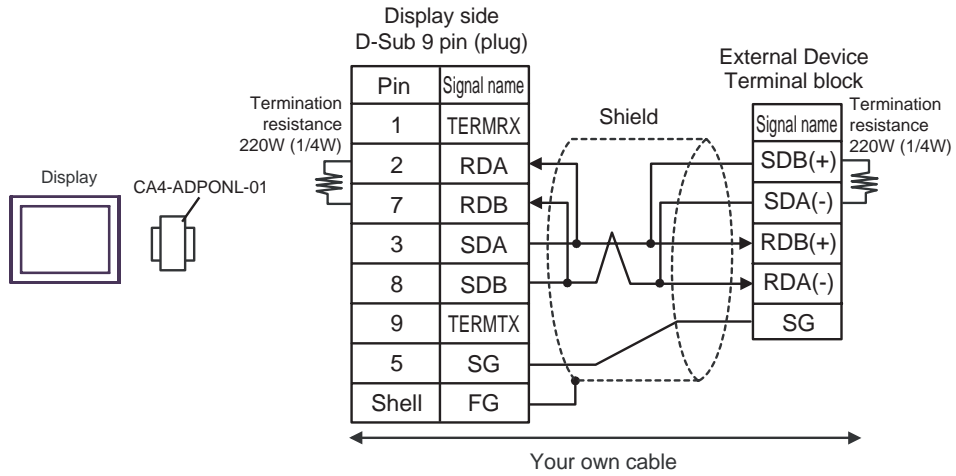 Display side
D-Sub 9 pin (plug)
External Device
Terminal block
Pin Signal name
Termination
resistance
220W (1/4W)
1 TERMRX
2 RDA
7 RDB
3 SDA
8 SDB
9 TERMTX
5 SG
Shell FG
Shield
Signal name
SDB(+)
SDA(-)
RDB(+)
RDA(-)
SG
Termination
resistance
220W (1/4W)
Display
CA4-ADPONL-01
Your own cable